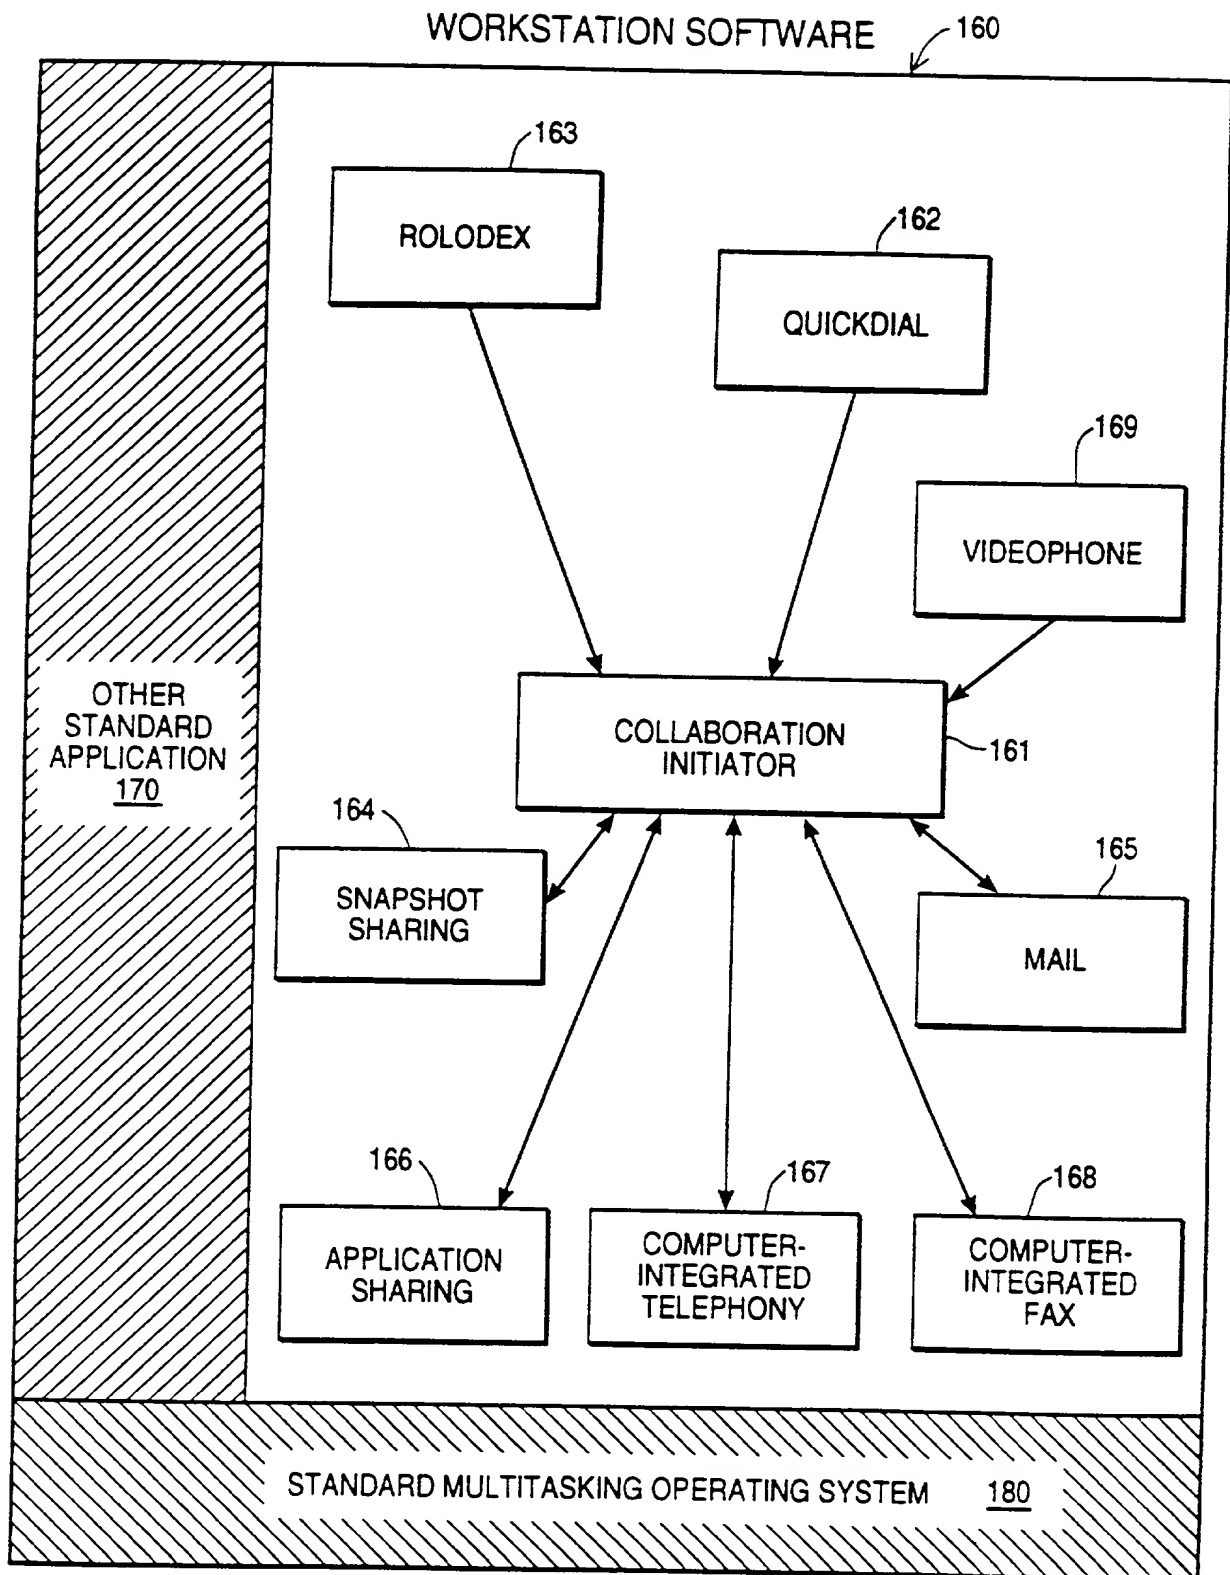 WORKSTATION SOFTWARE
160
163
ROLODEX
162
QUICKDIAL
169
VIDEOPHONE
OTHER
STANDARD
APPLICATION
170
COLLABORATION
INITIATOR
161
164
SNAPSHOT
SHARING
165
MAIL
166
APPLICATION
SHARING
167
COMPUTER-
INTEGRATED
TELEPHONY
168
COMPUTER-
INTEGRATED
FAX
STANDARD MULTITASKING OPERATING SYSTEM 180